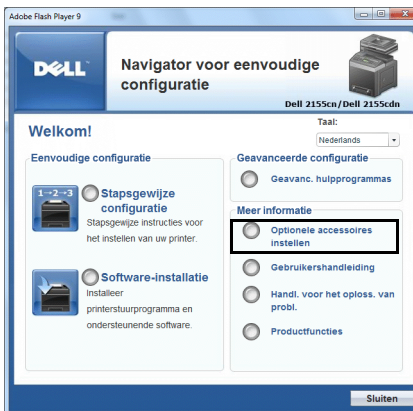 Adobe Flash Player 9
DELL
Navigator voor eenvoudige
configuratie
Dell 2155cn/Dell 2155cdn
Welkom!
Taal:
Nederlands
Eenvoudige configuratie
1→2→3
Stapsgewijze
configuratie
Stapsgewijze instructies voor
het instellen van uw printer.
Software-installatie
Installeer
printerstuurprogramma en
ondersteunende software.
Geavanceerde configuratie
Geavanc. hulpprogrammas
Meer informatie
Optionele accessoires
instellen
Gebruikershandleiding
Handl. voor het oploss. van
probl.
Productfuncties
Sluiten